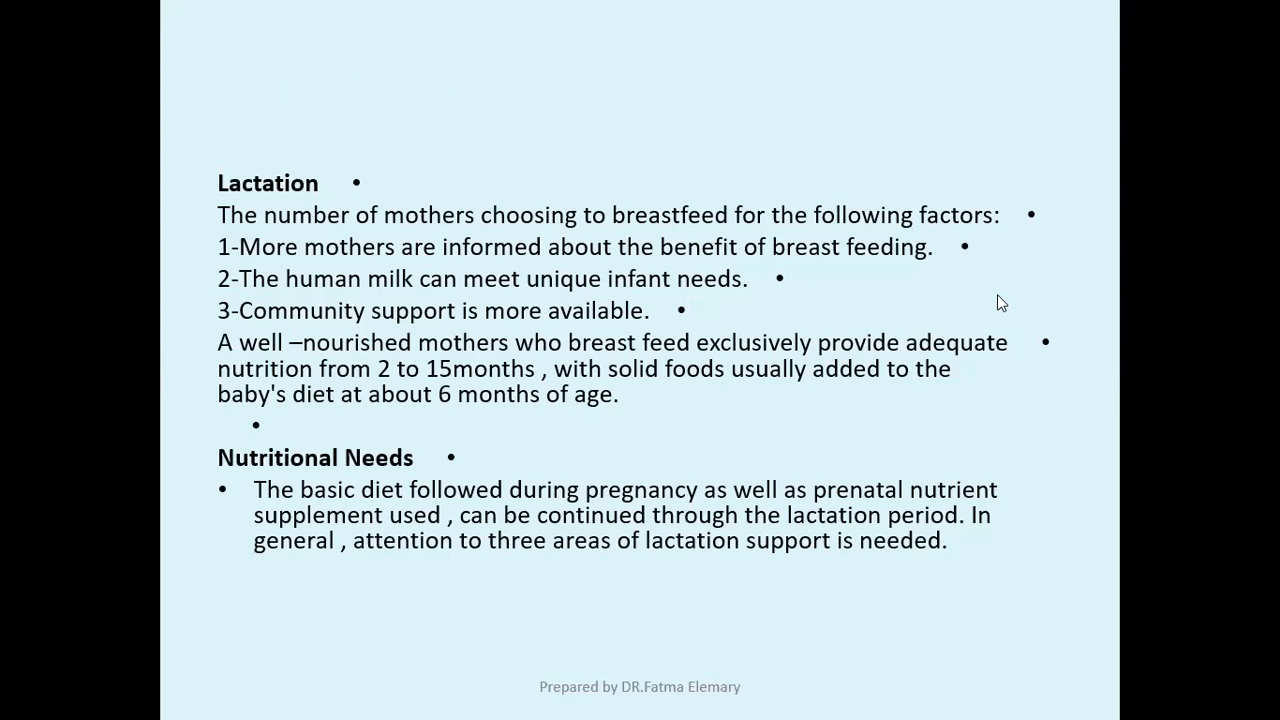 Lactation •
The number of mothers choosing to breastfeed for the following factors: •
1-More mothers are informed about the benefit of breast feeding. •
2-The human milk can meet unique infant needs. •
3-Community support is more available. •
A well –nourished mothers who breast feed exclusively provide adequate •
nutrition from 2 to 15months , with solid foods usually added to the
baby's diet at about 6 months of age.
•
Nutritional Needs •
• The basic diet followed during pregnancy as well as prenatal nutrient
supplement used , can be continued through the lactation period. In
general , attention to three areas of lactation support is needed.
Prepared by DR.Fatma Elemary